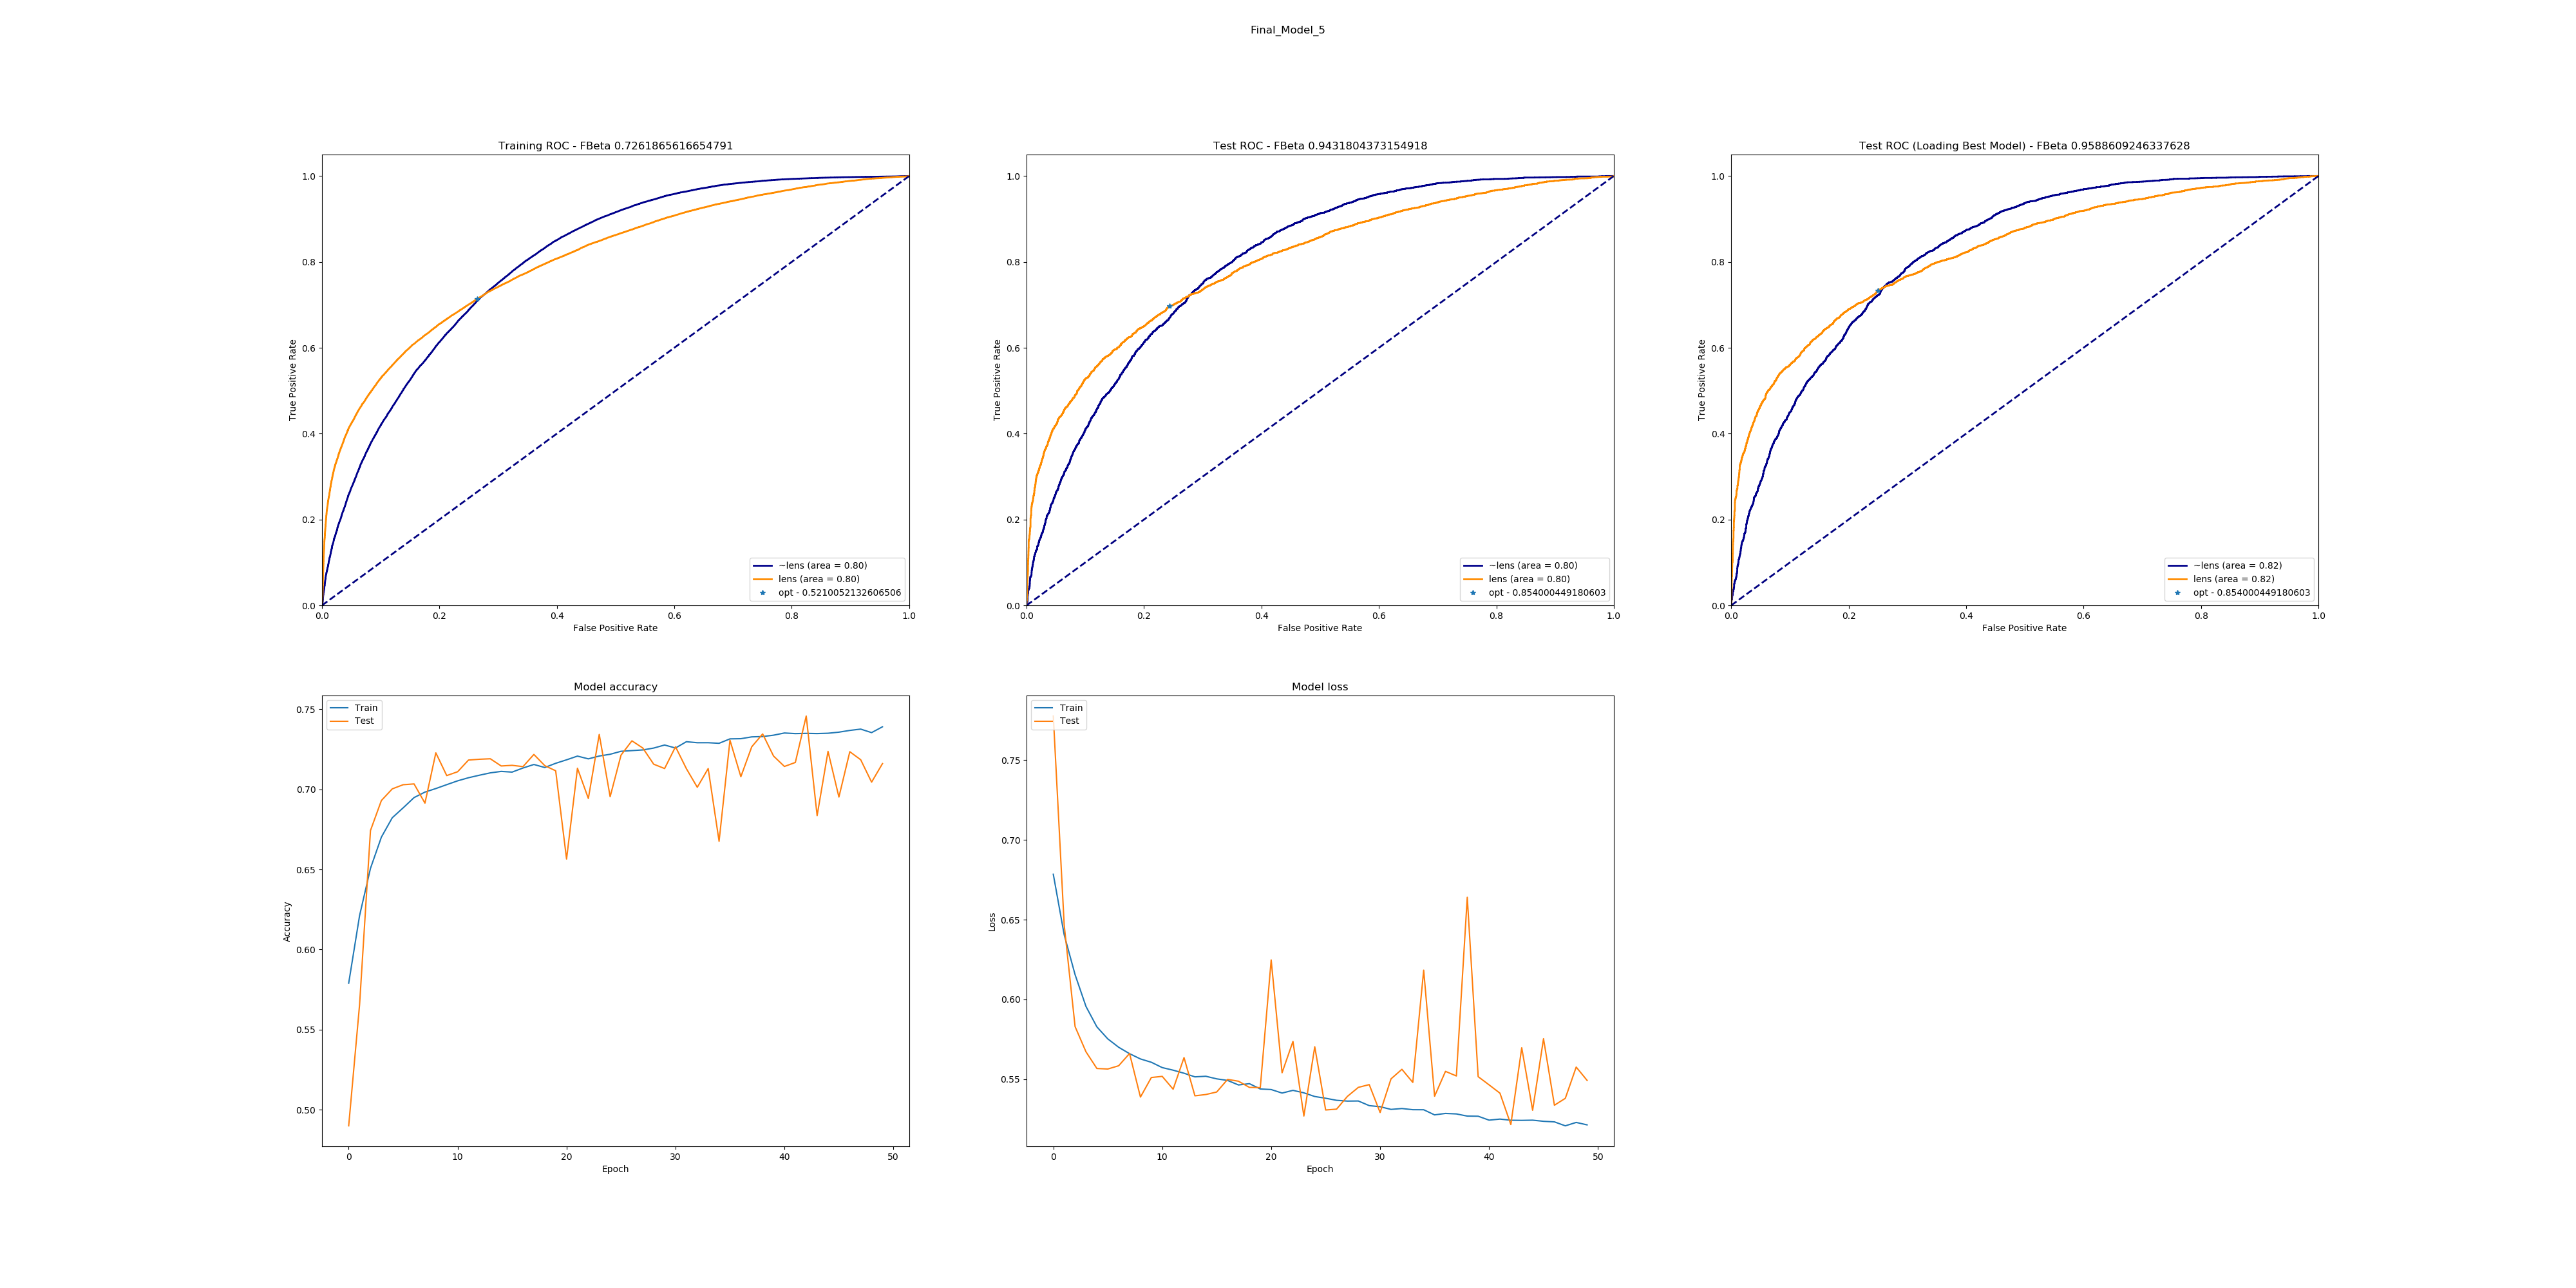 Final_Model_5
Training ROC - FBeta 0.7261865616654791
1.0
0.8
0.6
0.4
0.2
0.0
True Positive Rate
~lens (area = 0.80)
lens (area = 0.80)
opt - 0.5210052132606506
0.0 0.2 0.4 0.6 0.8 1.0
False Positive Rate
Test ROC - FBeta 0.9431804373154918
1.0
0.8
0.6
0.4
0.2
0.0
True Positive Rate
~lens (area = 0.80)
lens (area = 0.80)
opt - 0.854000449180603
0.0 0.2 0.4 0.6 0.8 1.0
False Positive Rate
Test ROC (Loading Best Model) - FBeta 0.9588609246337628
1.0
0.8
0.6
0.4
0.2
0.0
True Positive Rate
~lens (area = 0.82)
lens (area = 0.82)
opt - 0.854000449180603
0.0 0.2 0.4 0.6 0.8 1.0
False Positive Rate
Model accuracy
Train
Test
0.75
0.70
0.65
0.60
0.55
0.50
Accuracy
0 10 20 30 40 50
Epoch
Model loss
Train
Test
0.75
0.70
0.65
0.60
0.55
Loss
0 10 20 30 40 50
Epoch